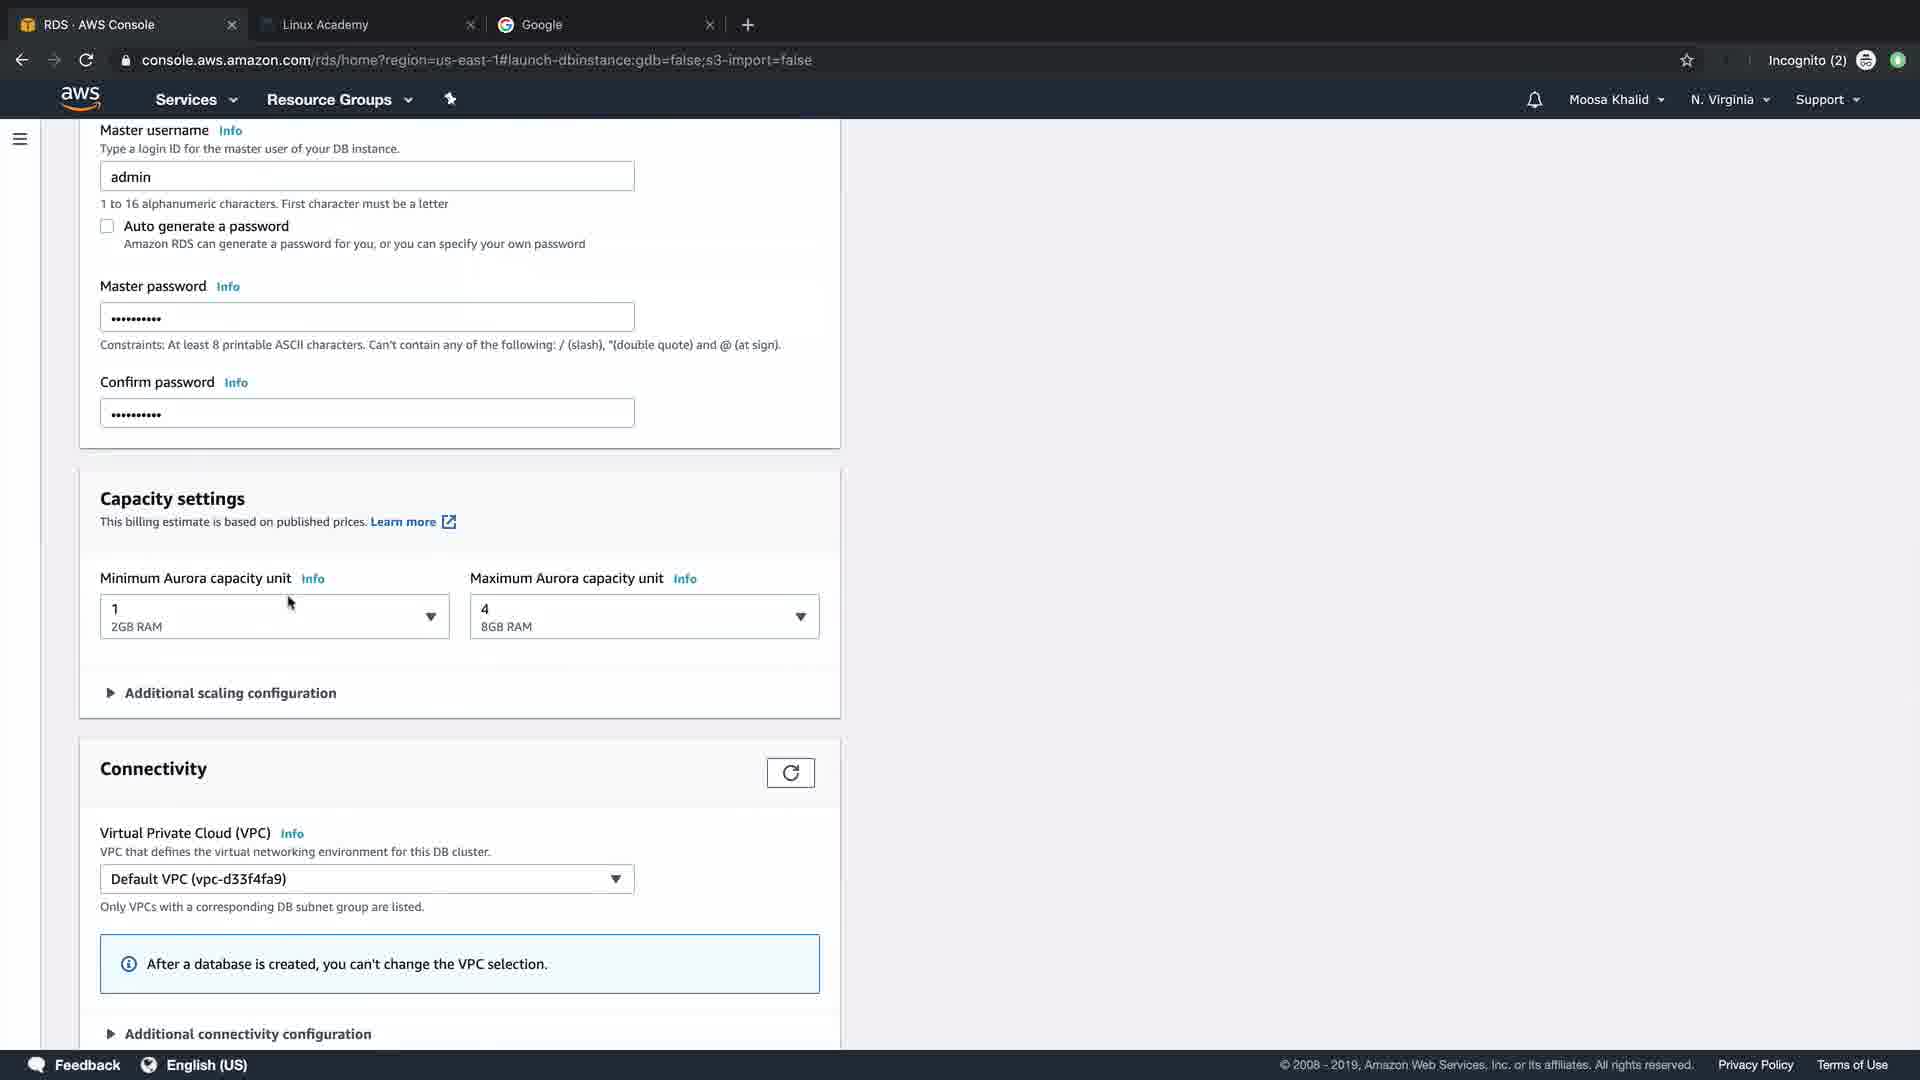 RDS · AWS Console
Linux Academy
Google
console.aws.amazon.com/rds/home?region=us-east-1#launch-dbinstance:gdb=false;s3-import=false
Incognito (2)
aws
Services
Resource Groups
Moosa Khalid
N. Virginia
Support
Master username Info
Type a login ID for the master user of your DB instance.
admin
1 to 16 alphanumeric characters. First character must be a letter
Auto generate a password
Amazon RDS can generate a password for you, or you can specify your own password
Master password Info
••••••••••
Constraints: At least 8 printable ASCII characters. Can't contain any of the following: / (slash), "(double quote) and @ (at sign).
Confirm password Info
••••••••••
Capacity settings
This billing estimate is based on published prices. Learn more
Minimum Aurora capacity unit Info
1
2GB RAM
Maximum Aurora capacity unit Info
4
8GB RAM
Additional scaling configuration
Connectivity
Virtual Private Cloud (VPC) Info
VPC that defines the virtual networking environment for this DB cluster.
Default VPC (vpc-d33f4fa9)
Only VPCs with a corresponding DB subnet group are listed.
After a database is created, you can't change the VPC selection.
Additional connectivity configuration
Feedback
English (US)
© 2008 - 2019, Amazon Web Services, Inc. or its affiliates. All rights reserved.
Privacy Policy
Terms of Use